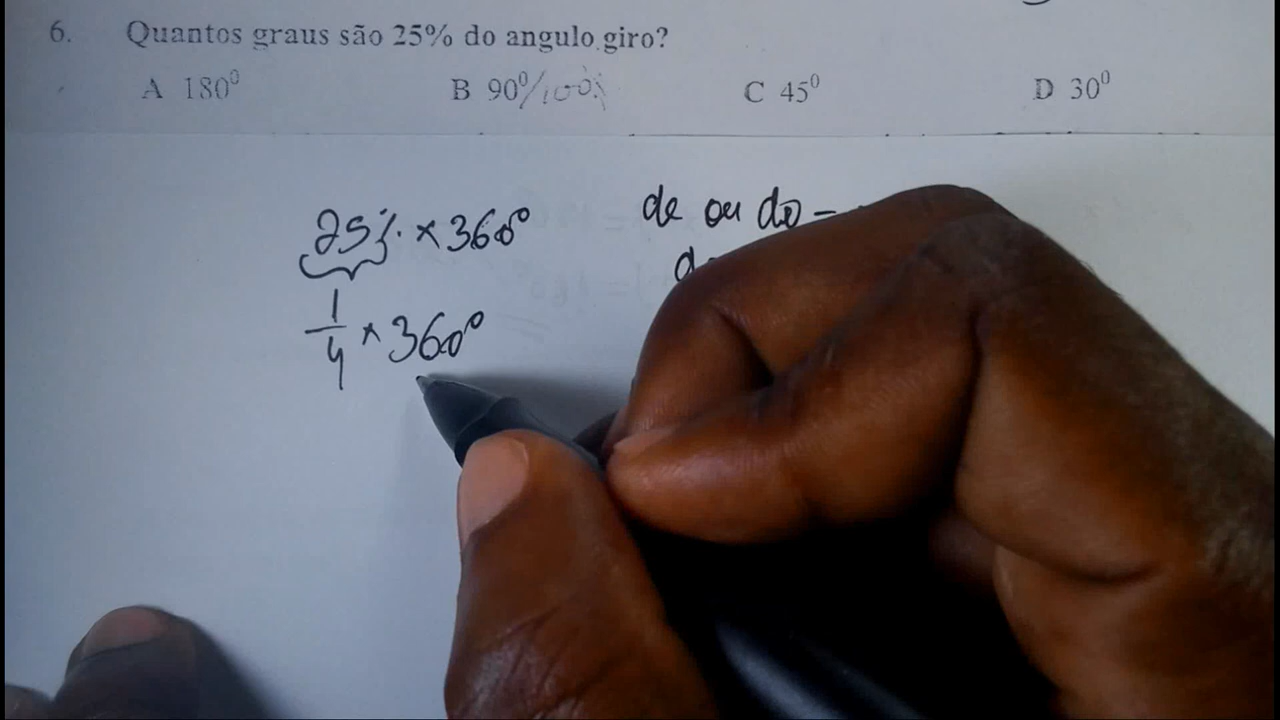 6. Quantos graus são 25% do angulo giro?
A 180⁰ B 90⁰/100% C 45⁰ D 30⁰
25% × 360° de ou do -
1/4 × 360°